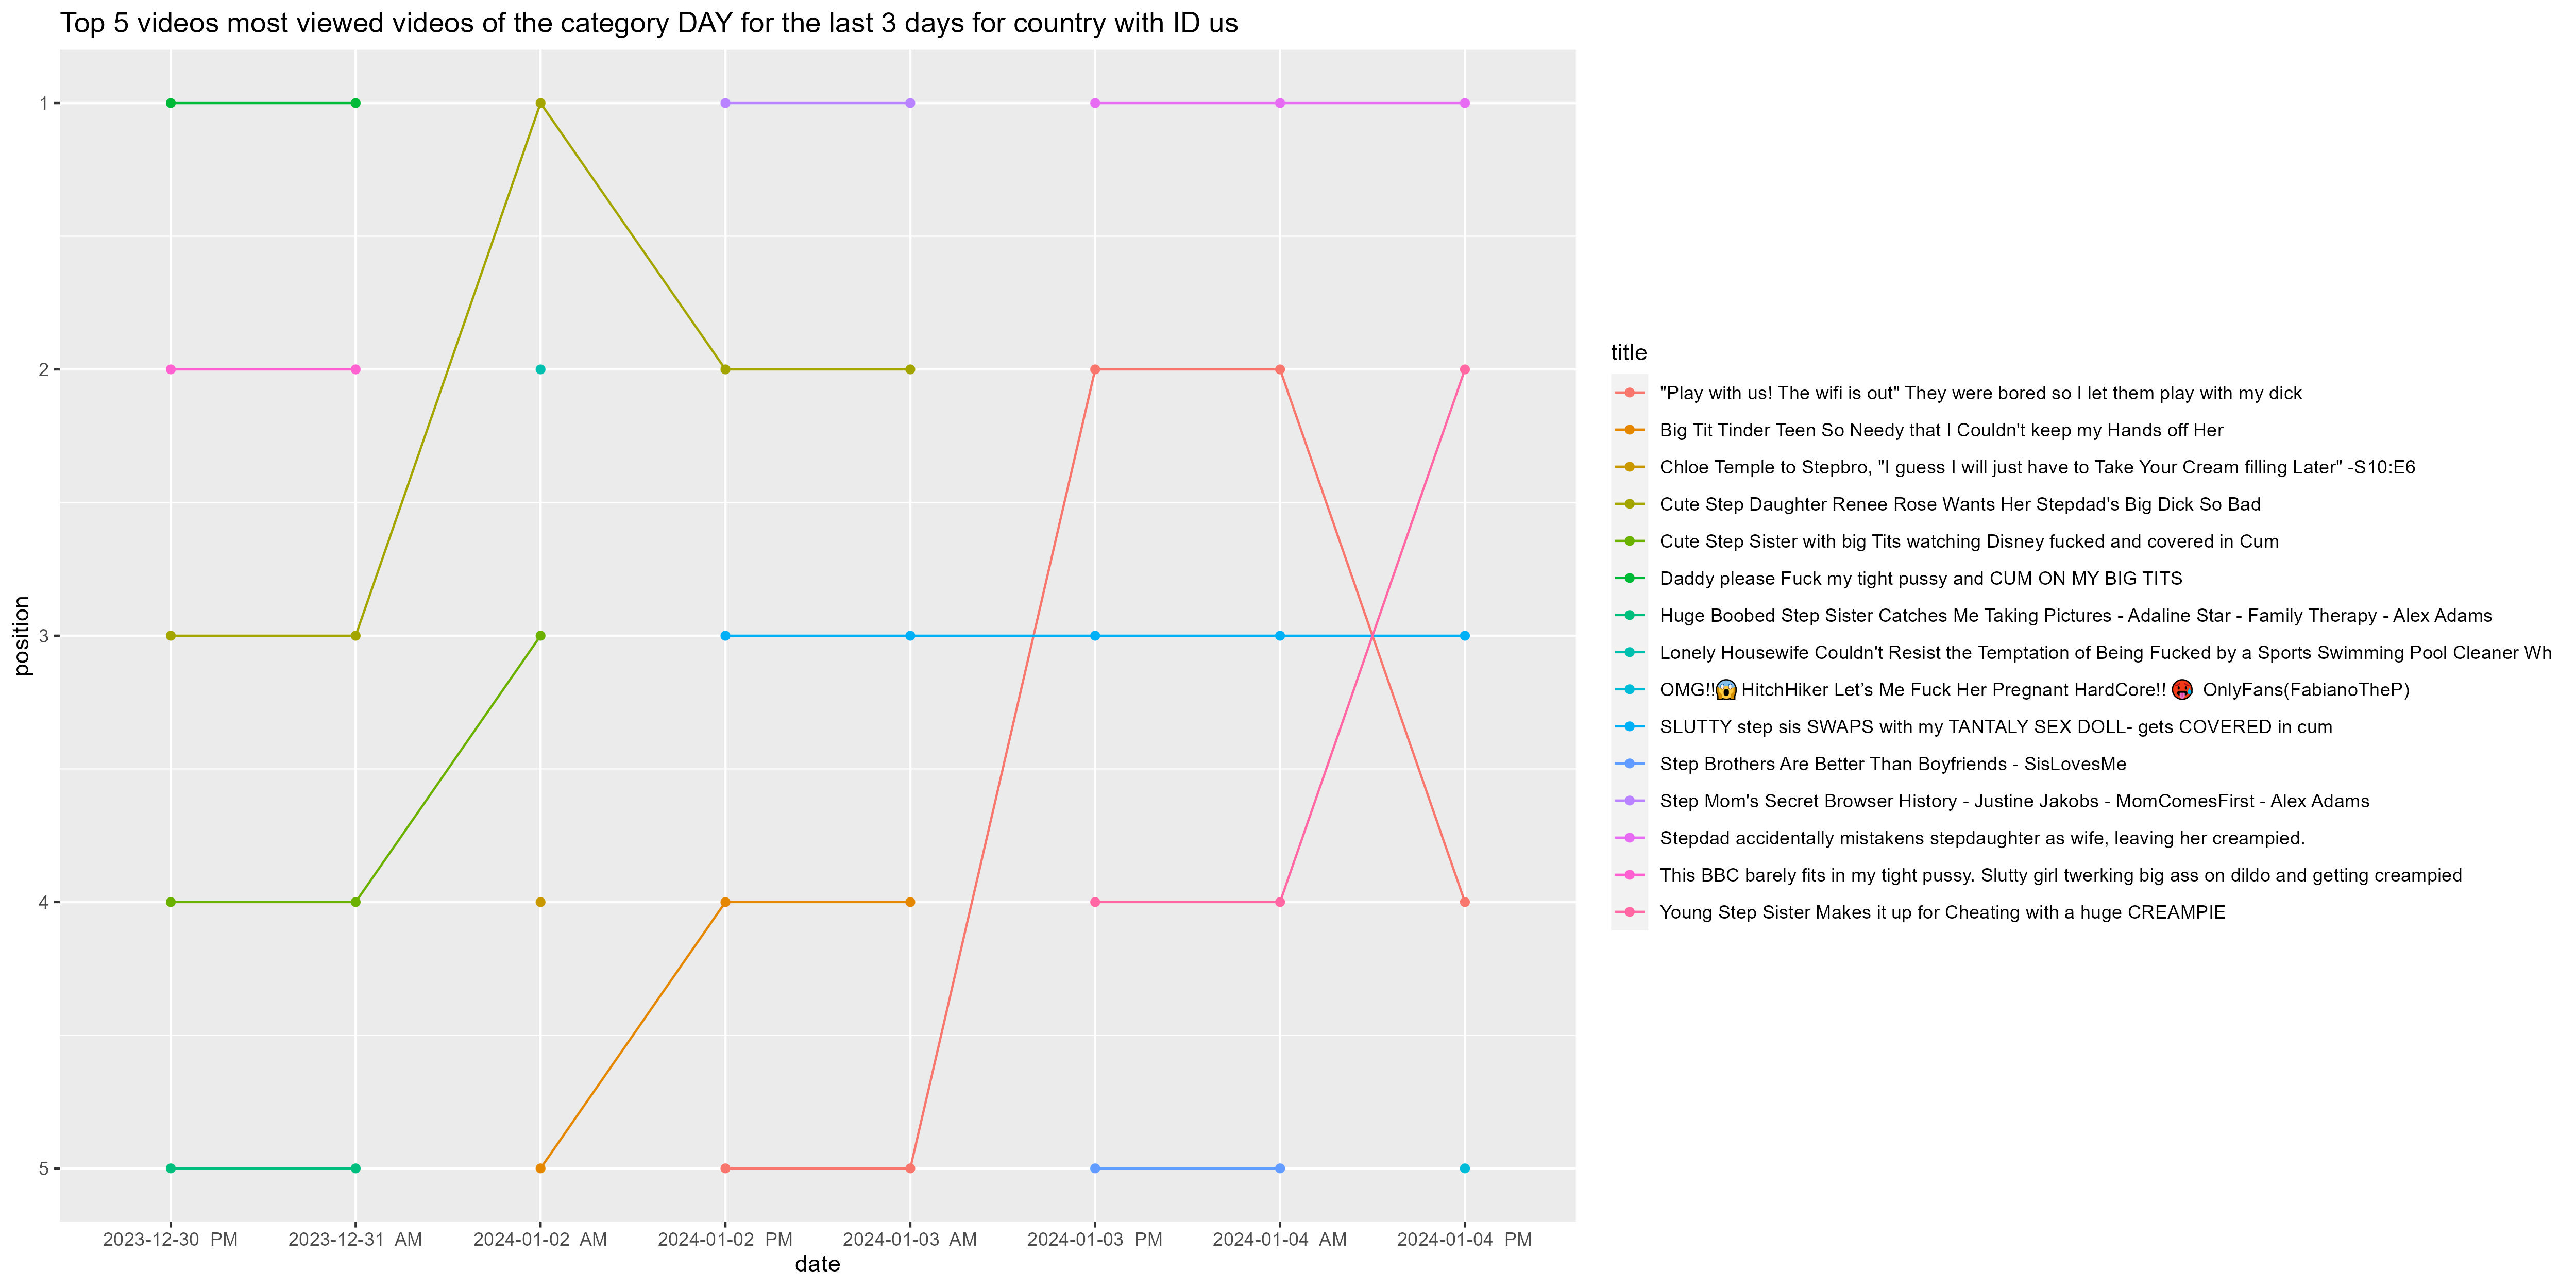 Top 5 videos most viewed videos of the category DAY for the last 3 days for country with ID us
position
1
2
3
4
5
2023-12-30 PM
2023-12-31 AM
2024-01-02 AM
2024-01-02 PM
2024-01-03 AM
2024-01-03 PM
2024-01-04 AM
2024-01-04 PM
date
title
"Play with us! The wifi is out" They were bored so I let them play with my dick
Big Tit Tinder Teen So Needy that I Couldn't keep my Hands off Her
Chloe Temple to Stepbro, "I guess I will just have to Take Your Cream filling Later" -S10:E6
Cute Step Daughter Renee Rose Wants Her Stepdad's Big Dick So Bad
Cute Step Sister with big Tits watching Disney fucked and covered in Cum
Daddy please Fuck my tight pussy and CUM ON MY BIG TITS
Huge Boobed Step Sister Catches Me Taking Pictures - Adaline Star - Family Therapy - Alex Adams
Lonely Housewife Couldn't Resist the Temptation of Being Fucked by a Sports Swimming Pool Cleaner Wh
OMG!!😱 HitchHiker Let’s Me Fuck Her Pregnant HardCore!! 🥵 OnlyFans(FabianoTheP)
SLUTTY step sis SWAPS with my TANTALY SEX DOLL- gets COVERED in cum
Step Brothers Are Better Than Boyfriends - SisLovesMe
Step Mom's Secret Browser History - Justine Jakobs - MomComesFirst - Alex Adams
Stepdad accidentally mistakens stepdaughter as wife, leaving her creampied.
This BBC barely fits in my tight pussy. Slutty girl twerking big ass on dildo and getting creampied
Young Step Sister Makes it up for Cheating with a huge CREAMPIE